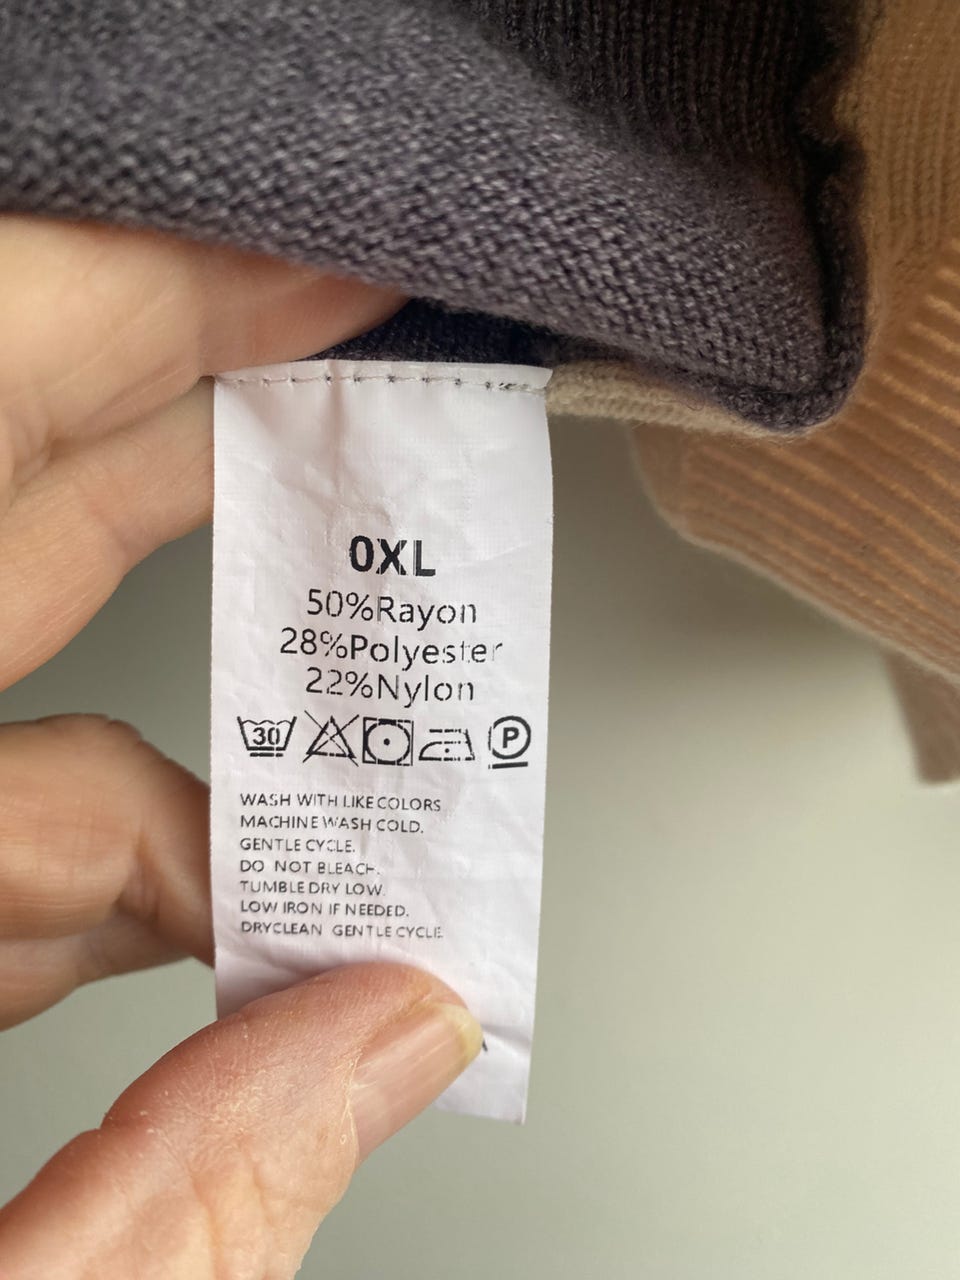 0XL
50%Rayon
28%Polyester
22%Nylon
30 P
WASH WITH LIKE COLORS
MACHINE WASH COLD.
GENTLE CYCLE.
DO NOT BLEACH.
TUMBLE DRY LOW.
LOW IRON IF NEEDED.
DRYCLEAN GENTLE CYCLE.